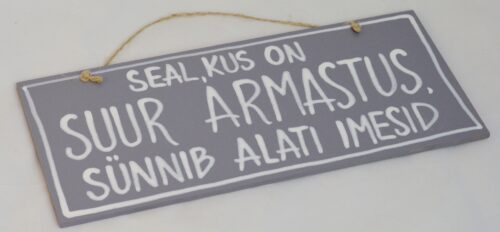 SEAL, KUS ON
SUUR ARMASTUS,
SÜNNIB ALATI IMESID